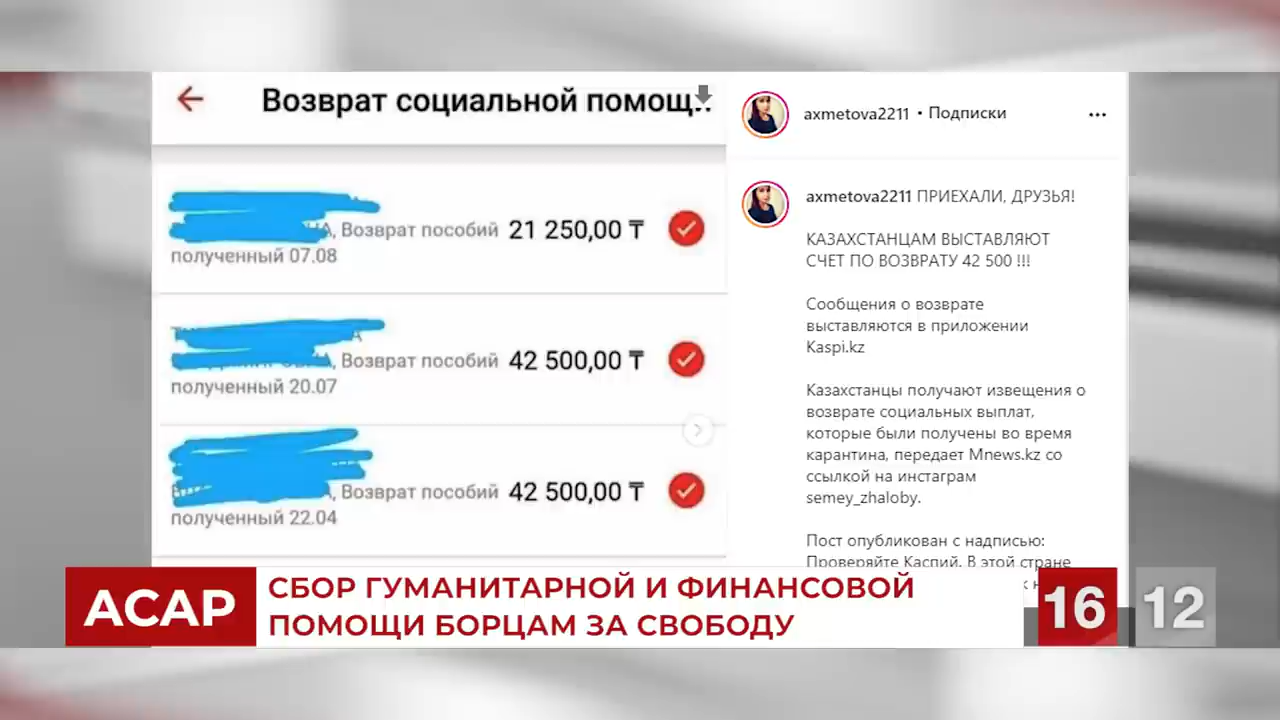 Возврат социальной помощ..
Возврат пособий 21 250,00 ₸
полученный 07.08
Возврат пособий 42 500,00 ₸
полученный 20.07
Возврат пособий 42 500,00 ₸
полученный 22.04
axmetova2211 • Подписки
axmetova2211 ПРИЕХАЛИ, ДРУЗЬЯ!
КАЗАХСТАНЦАМ ВЫСТАВЛЯЮТ
СЧЕТ ПО ВОЗВРАТУ 42 500 !!!
Сообщения о возврате
выставляются в приложении
Kaspi.kz
Казахстанцы получают извещения о
возврате социальных выплат,
которые были получены во время
карантина, передает Mnews.kz со
ссылкой на инстаграм
semey_zhaloby.
Пост опубликован с надписью:
Проверяйте Каспий. В этой стране
АСАР
СБОР ГУМАНИТАРНОЙ И ФИНАНСОВОЙ
ПОМОЩИ БОРЦАМ ЗА СВОБОДУ
16 12